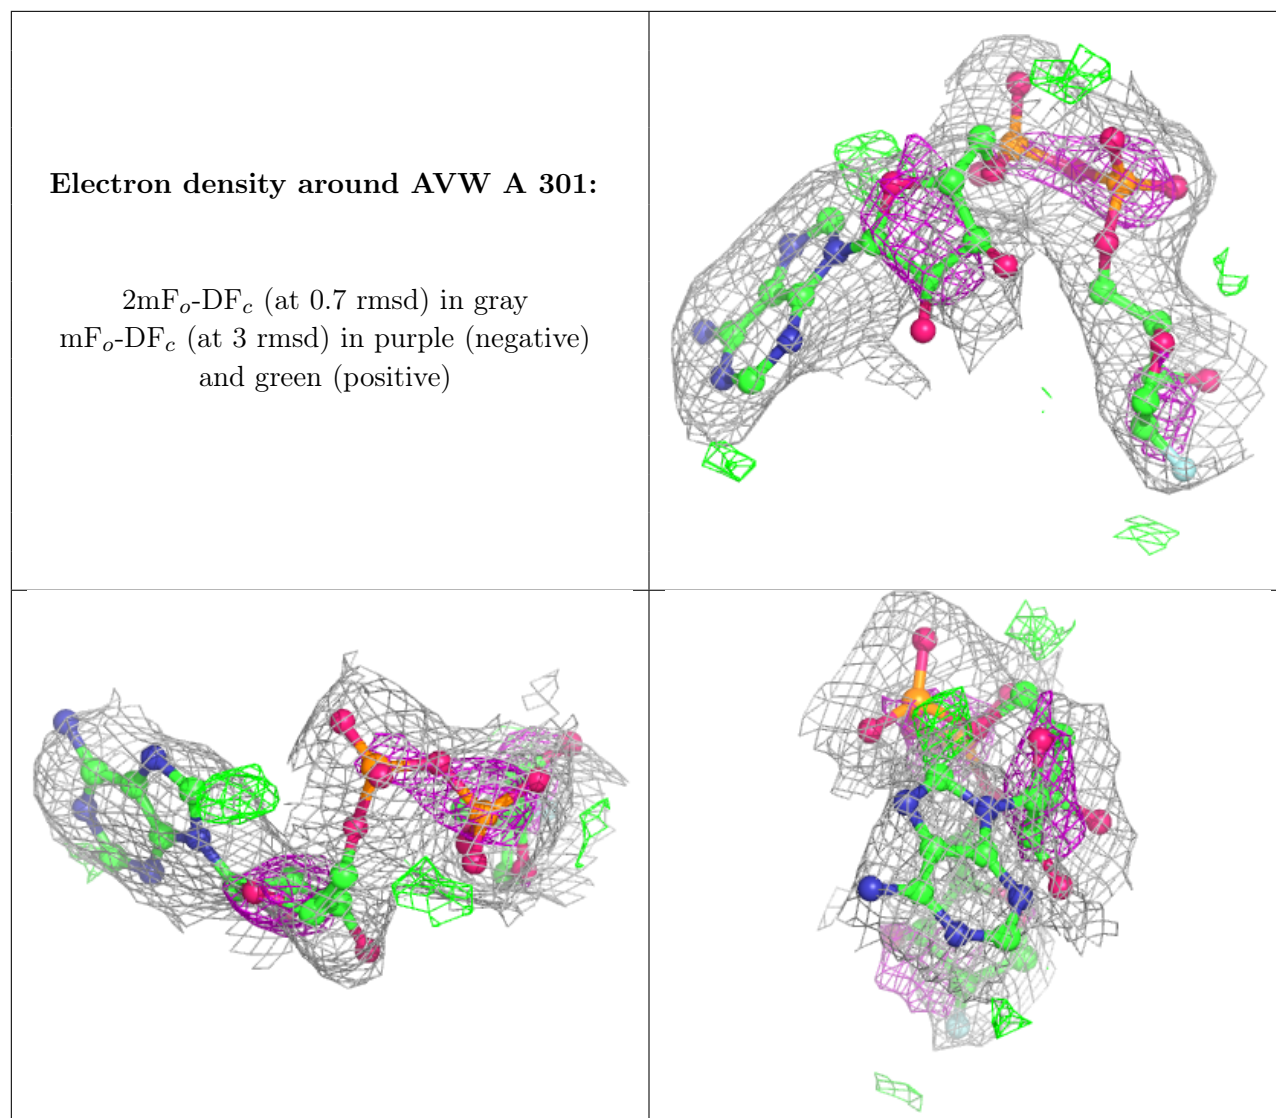 Electron density around AVW A 301:
2mFₒ-DF𝒸 (at 0.7 rmsd) in gray
mFₒ-DF𝒸 (at 3 rmsd) in purple (negative)
and green (positive)